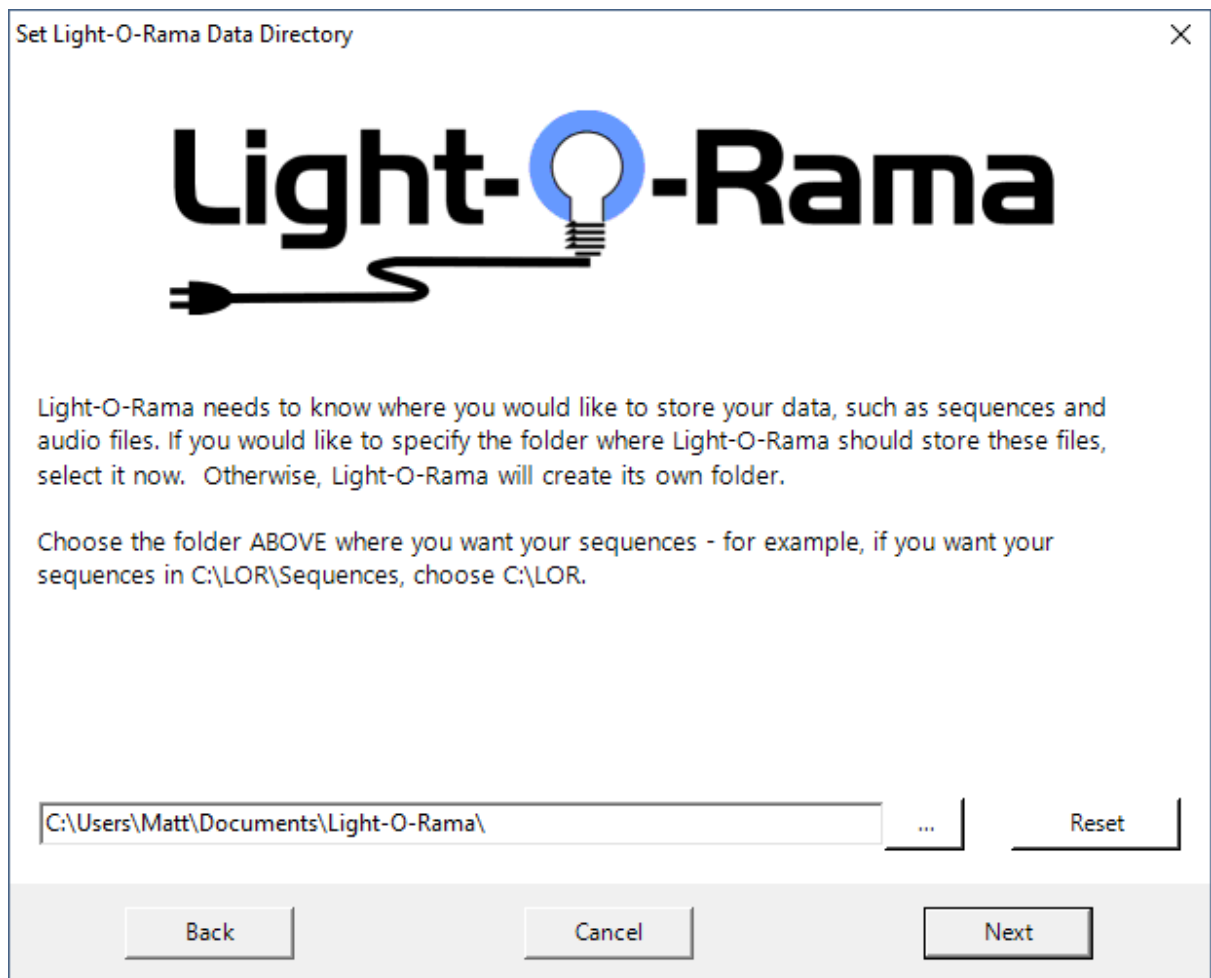 Set Light-O-Rama Data Directory
Light-O-Rama
Light-O-Rama needs to know where you would like to store your data, such as sequences and
audio files. If you would like to specify the folder where Light-O-Rama should store these files,
select it now.  Otherwise, Light-O-Rama will create its own folder.
Choose the folder ABOVE where you want your sequences - for example, if you want your
sequences in C:\LOR\Sequences, choose C:\LOR.
C:\Users\Matt\Documents\Light-O-Rama\
...
Reset
Back
Cancel
Next